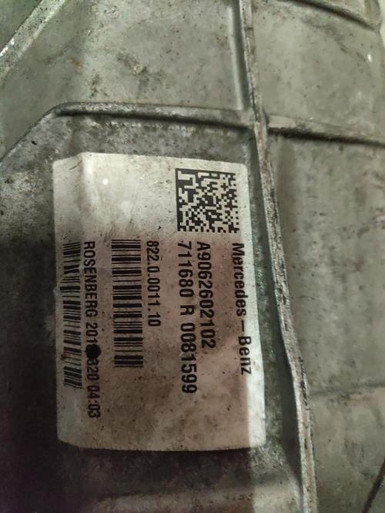 Mercedes-Benz
A9062602102
711680 R 0081599
822.0.0011.10
ROSENBERG 04:03